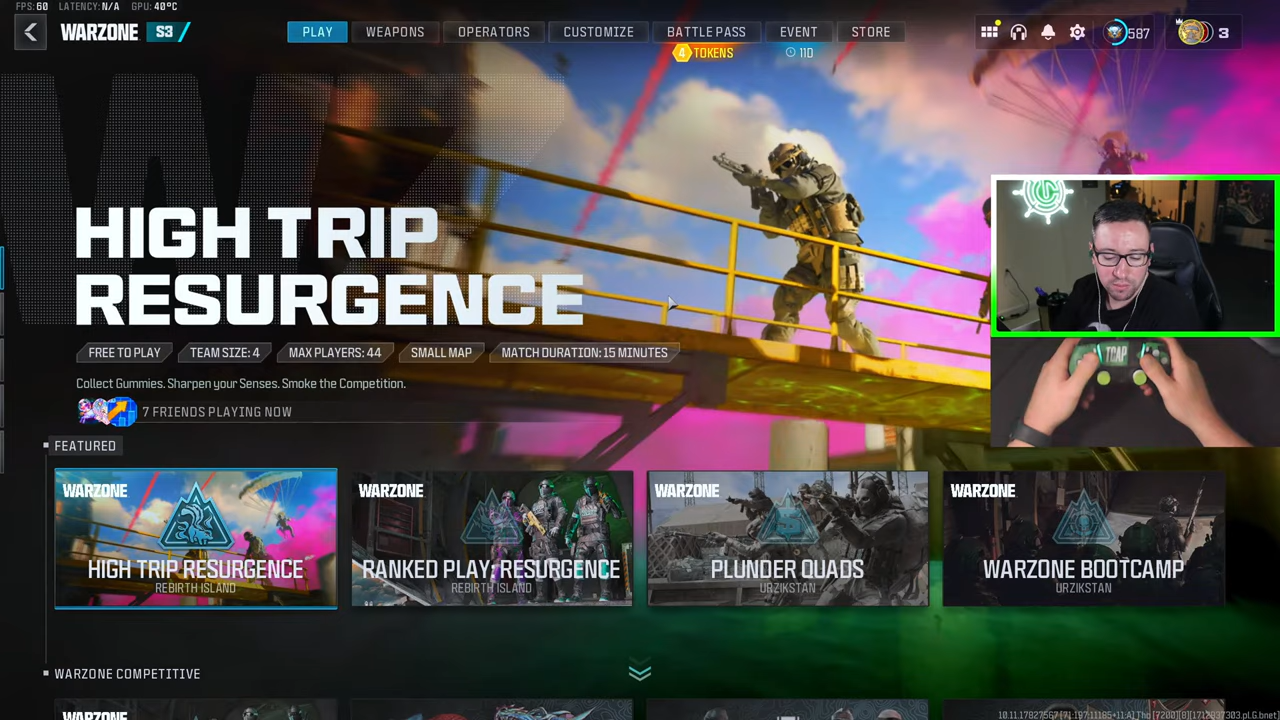 FPS: 60 LATENCY: N/A GPU: 40°C
WARZONE S3
PLAY WEAPONS OPERATORS CUSTOMIZE BATTLE PASS EVENT STORE
587 3
4 TOKENS 11D
HIGH TRIP
RESURGENCE
FREE TO PLAY TEAM SIZE: 4 MAX PLAYERS: 44 SMALL MAP MATCH DURATION: 15 MINUTES
TCAP
Collect Gummies. Sharpen your Senses. Smoke the Competition.
7 FRIENDS PLAYING NOW
FEATURED
WARZONE WARZONE WARZONE WARZONE
HIGH TRIP RESURGENCE RANKED PLAY: RESURGENCE PLUNDER QUADS WARZONE BOOTCAMP
REBIRTH ISLAND REBIRTH ISLAND URZIKSTAN URZIKSTAN
WARZONE COMPETITIVE
WARZONE